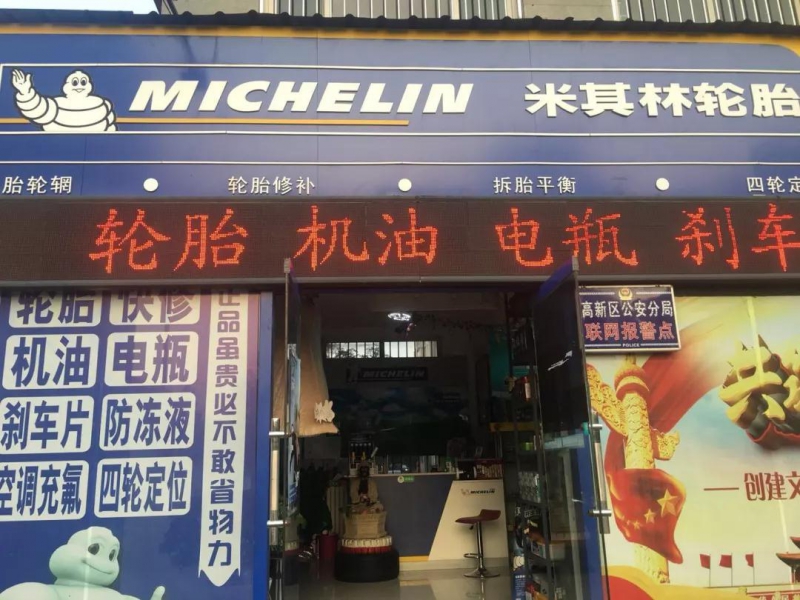 MICHELIN 米其林轮胎
胎轮辋 轮胎修补 拆胎平衡 四轮定
轮胎 机油 电瓶 刹车
轮胎 快修
机油 电瓶
刹车片 防冻液
空调充氟 四轮定位
正品虽贵必不敢省物力
高新区公安分局
联网报警点
POLICE
MICHELIN
MICHELIN
创建文